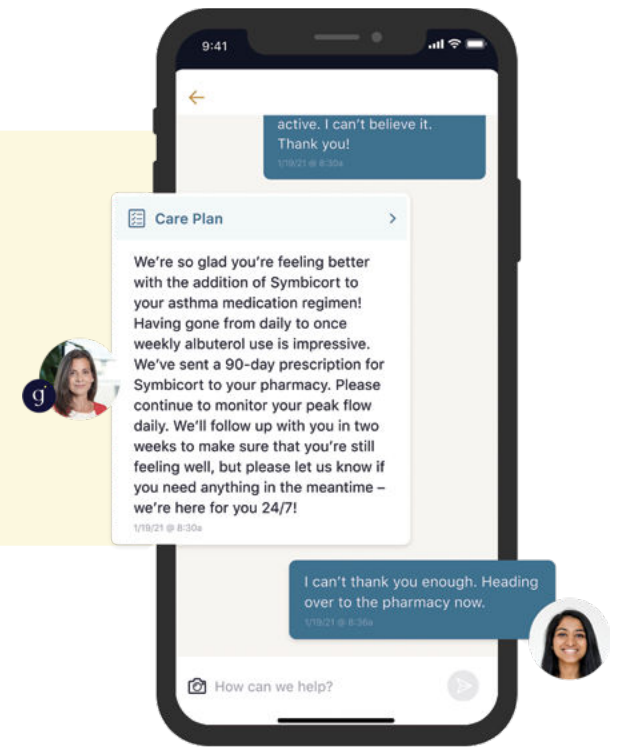 9:41
active. I can't believe it.
Thank you!
1/19/21 @ 8:30a
Care Plan
We're so glad you're feeling better
with the addition of Symbicort to
your asthma medication regimen!
Having gone from daily to once
weekly albuterol use is impressive.
We've sent a 90-day prescription for
Symbicort to your pharmacy. Please
continue to monitor your peak flow
daily. We'll follow up with you in two
weeks to make sure that you're still
feeling well, but please let us know if
you need anything in the meantime –
we're here for you 24/7!
1/19/21 @ 8:30a
g
I can't thank you enough. Heading
over to the pharmacy now.
1/19/21 @ 8:36a
How can we help?